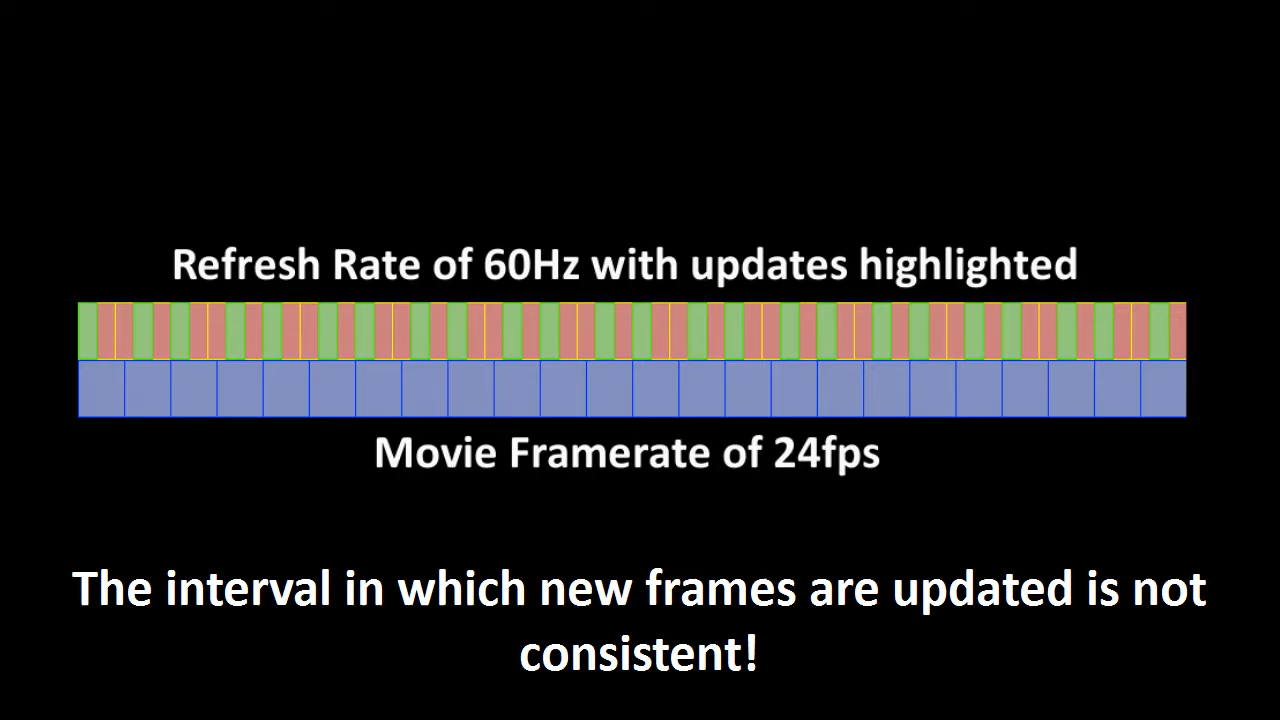 Refresh Rate of 60Hz with updates highlighted
Movie Framerate of 24fps
The interval in which new frames are updated is not
consistent!